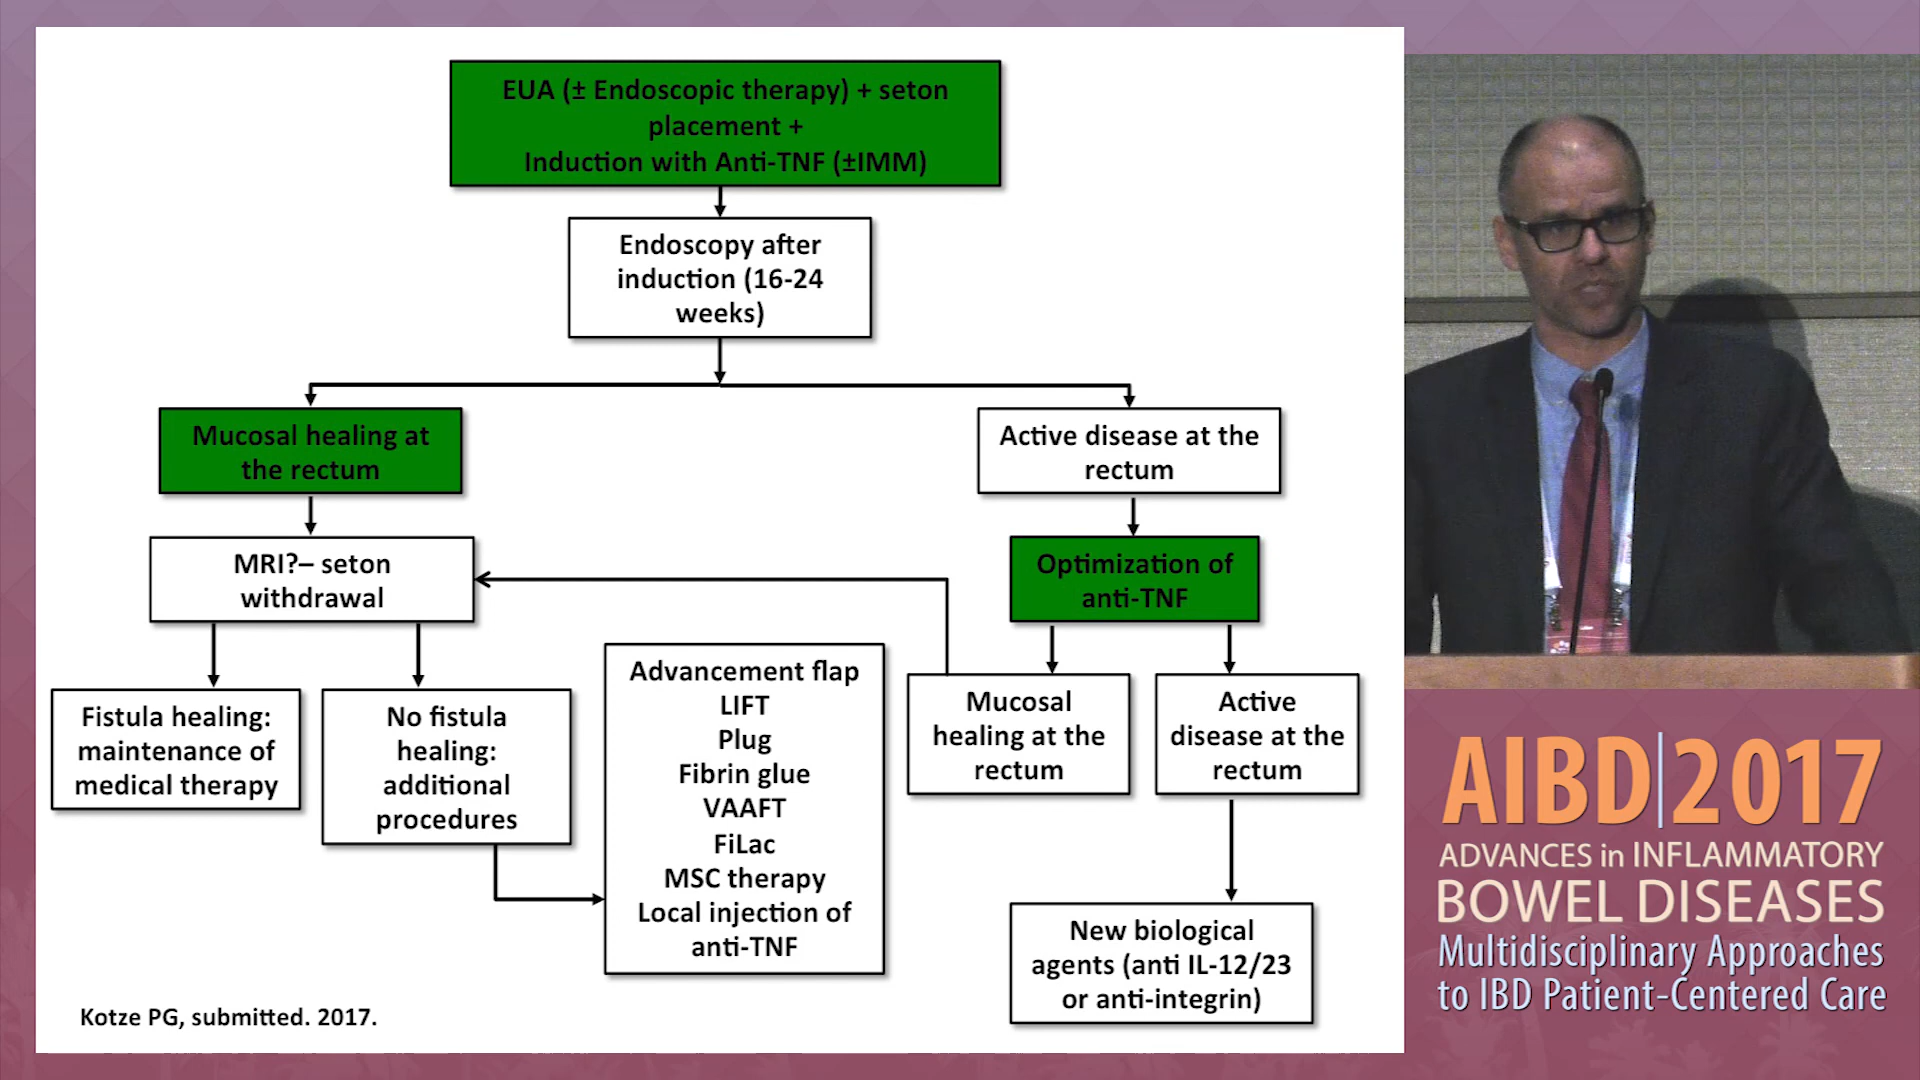 EUA (± Endoscopic therapy) + seton
placement +
Induction with Anti-TNF (±IMM)
Endoscopy after
induction (16-24
weeks)
Mucosal healing at
the rectum
Active disease at the
rectum
MRI?– seton
withdrawal
Optimization of
anti-TNF
Fistula healing:
maintenance of
medical therapy
No fistula
healing:
additional
procedures
Advancement flap
LIFT
Plug
Fibrin glue
VAAFT
FiLac
MSC therapy
Local injection of
anti-TNF
Mucosal
healing at the
rectum
Active
disease at the
rectum
New biological
agents (anti IL-12/23
or anti-integrin)
Kotze PG, submitted. 2017.
AIBD|2017
ADVANCES in INFLAMMATORY
BOWEL DISEASES
Multidisciplinary Approaches
to IBD Patient-Centered Care